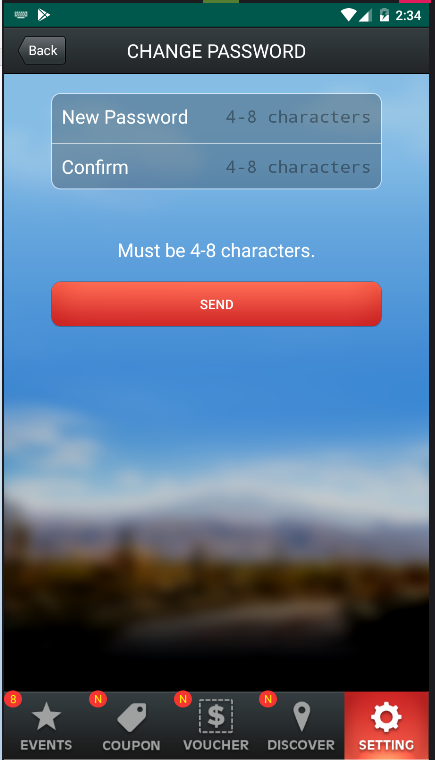 2:34
Back
CHANGE PASSWORD
New Password 4-8 characters
Confirm 4-8 characters
Must be 4-8 characters.
SEND
8 N N N
$
EVENTS COUPON VOUCHER DISCOVER SETTING